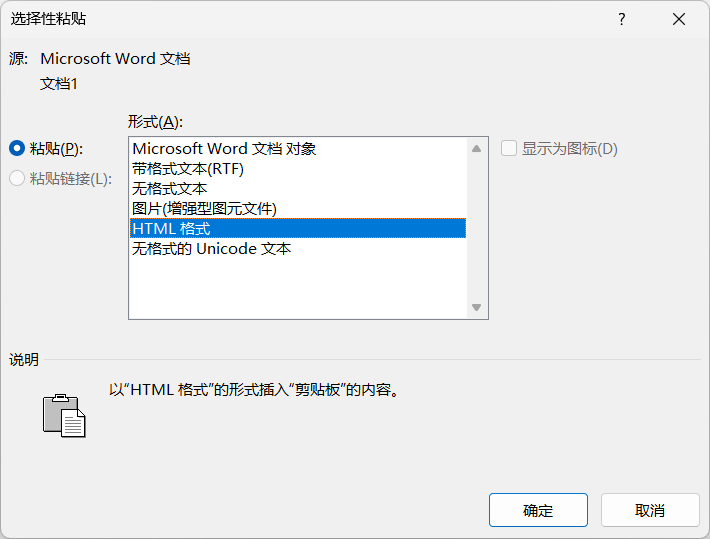 选择性粘贴
源: Microsoft Word 文档
文档1
形式(A):
粘贴(P):
粘贴链接(L):
Microsoft Word 文档 对象
带格式文本(RTF)
无格式文本
图片(增强型图元文件)
HTML 格式
无格式的 Unicode 文本
显示为图标(D)
说明
以“HTML 格式”的形式插入“剪贴板”的内容。
确定
取消